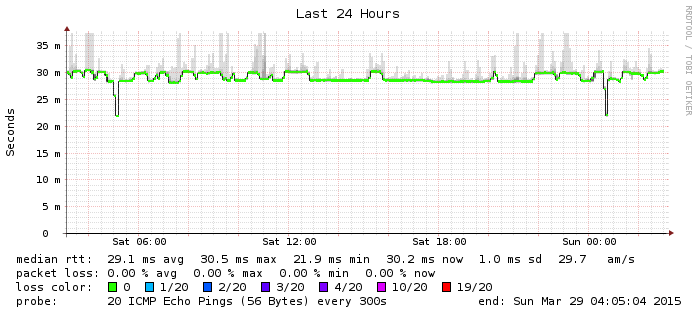 Last 24 Hours
RRDTOOL / TOBI OETIKER
Seconds
35 m
30 m
25 m
20 m
15 m
10 m
5 m
0
Sat 06:00 Sat 12:00 Sat 18:00 Sun 00:00
median rtt: 29.1 ms avg 30.5 ms max 21.9 ms min 30.2 ms now 1.0 ms sd 29.7 am/s
packet loss: 0.00 % avg 0.00 % max 0.00 % min 0.00 % now
loss color: 0 1/20 2/20 3/20 4/20 10/20 19/20
probe: 20 ICMP Echo Pings (56 Bytes) every 300s end: Sun Mar 29 04:05:04 2015